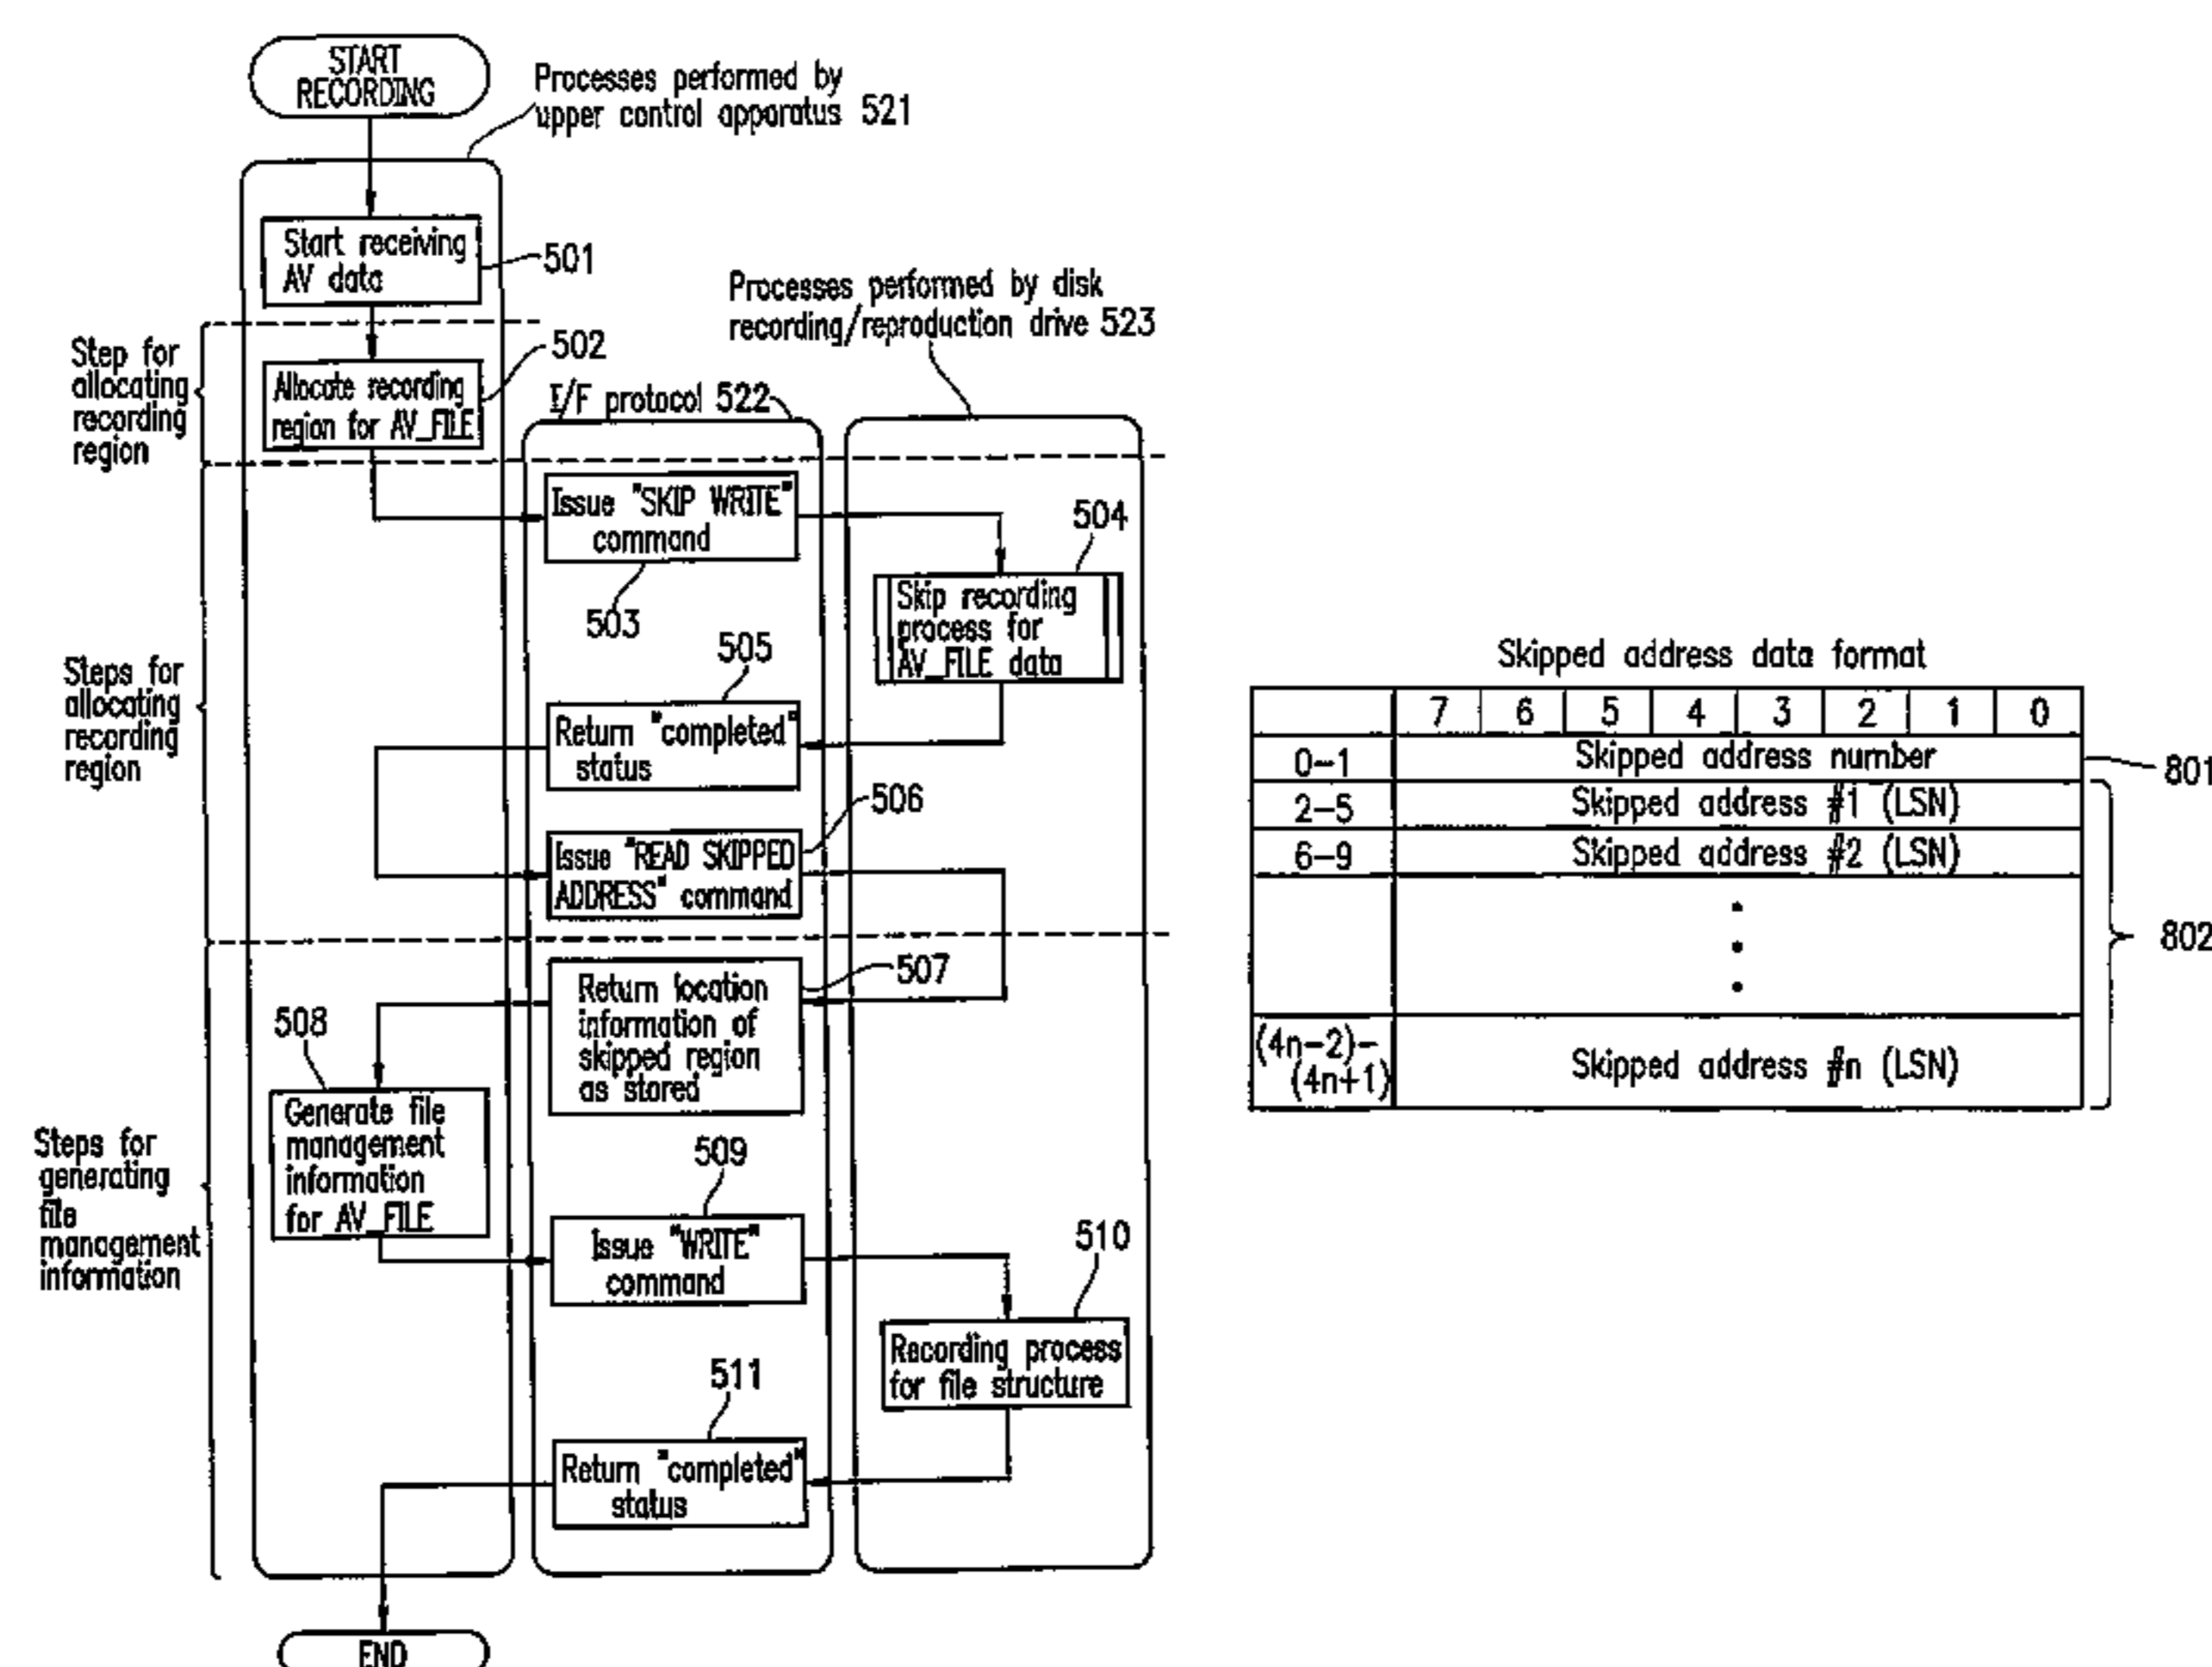 START
RECORDING
Processes performed by
upper control apparatus 521
Start receiving
AV data
501
Processes performed by disk
recording/reproduction drive 523
Step for
allocating
recording
region
502
Allocate recording
region for AV_FILE
I/F protocol 522
Steps for
allocating
recording
region
Issue "SKIP WRITE"
command
503
504
Skip recording
process for
AV_FILE data
505
Return "completed"
status
506
Issue "READ SKIPPED
ADDRESS" command
Steps for
generating
file
management
information
507
Return location
information of
skipped region
as stored
508
Generate file
management
information
for AV_FILE
509
Issue "WRITE"
command
510
Recording process
for file structure
511
Return "completed"
status
END
Skipped address data format
7 6 5 4 3 2 1 0
0-1 Skipped address number
801
2-5 Skipped address #1 (LSN)
6-9 Skipped address #2 (LSN)
802
(4n-2)-
(4n+1)
Skipped address #n (LSN)